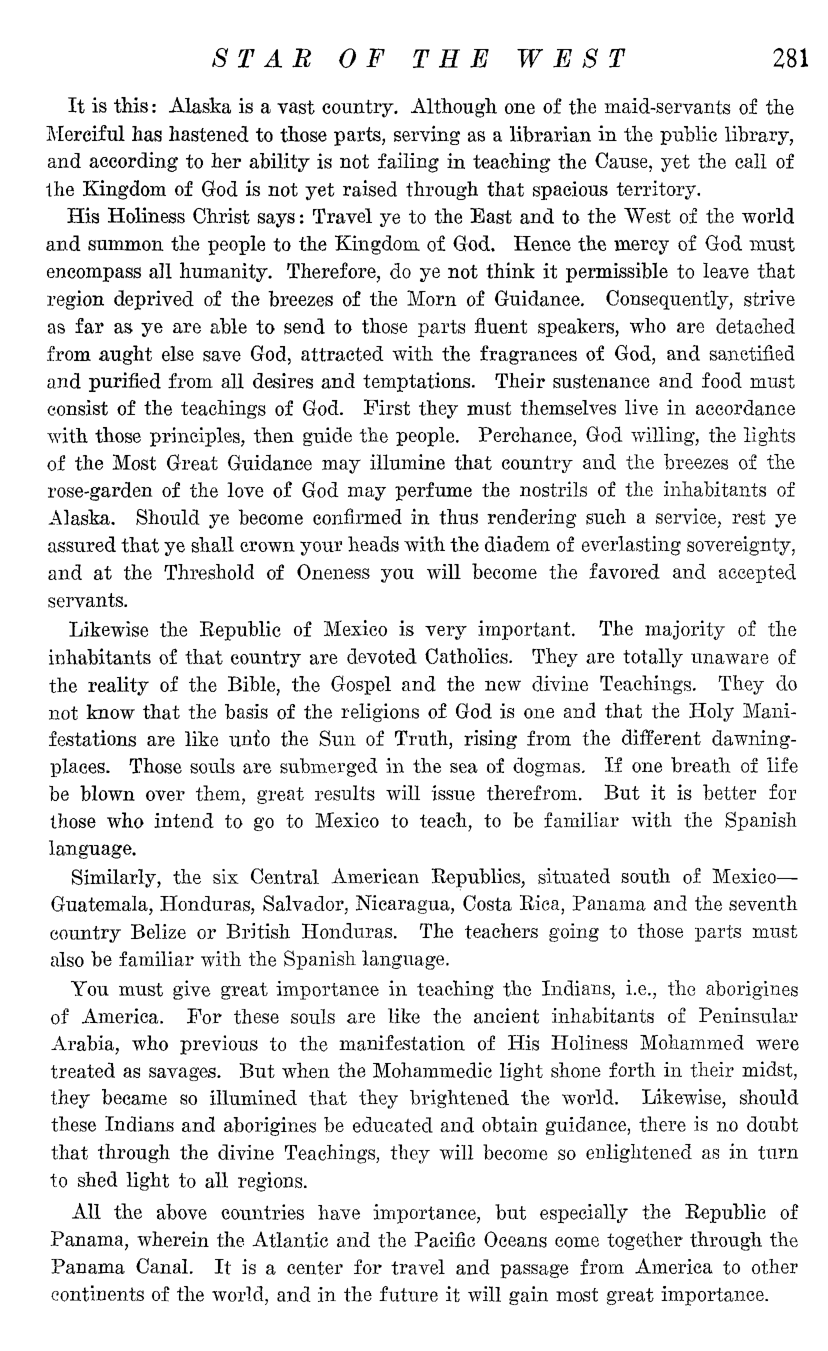 STAR OF THE WEST 281
It is this: Alaska is a vast country. Although one of the maid-servants of the
Merciful has hastened to those parts, serving as a librarian in the public library,
and according to her ability is not failing in teaching the Cause, yet the call of
the Kingdom of God is not yet raised through that spacious territory.
His Holiness Christ says: Travel ye to the East and to the West of the world
and summon the people to the Kingdom of God. Hence the mercy of God must
encompass all humanity. Therefore, do ye not think it permissible to leave that
region deprived of the breezes of the Morn of Guidance. Consequently, strive
as far as ye are able to send to those parts fluent speakers, who are detached
from aught else save God, attracted with the fragrances of God, and sanctified
and purified from all desires and temptations. Their sustenance and food must
consist of the teachings of God. First they must themselves live in accordance
with those principles, then guide the people. Perchance, God willing, the lights
of the Most Great Guidance may illumine that country and the breezes of the
rose-garden of the love of God may perfume the nostrils of the inhabitants of
Alaska. Should ye become confirmed in thus rendering such a service, rest ye
assured that ye shall crown your heads with the diadem of everlasting sovereignty,
and at the Threshold of Oneness you will become the favored and accepted
servants.
Likewise the Republic of Mexico is very important. The majority of the
inhabitants of that country are devoted Catholics. They are totally unaware of
the reality of the Bible, the Gospel and the new divine Teachings. They do
not know that the basis of the religions of God is one and that the Holy Mani-
festations are like unto the Sun of Truth, rising from the different dawning-
places. Those souls are submerged in the sea of dogmas. If one breath of life
be blown over them, great results will issue therefrom. But it is better for
those who intend to go to Mexico to teach, to be familiar with the Spanish
language.
Similarly, the six Central American Republics, situated south of Mexico—
Guatemala, Honduras, Salvador, Nicaragua, Costa Rica, Panama and the seventh
country Belize or British Honduras. The teachers going to those parts must
also be familiar with the Spanish language.
You must give great importance in teaching the Indians, i.e., the aborigines
of America. For these souls are like the ancient inhabitants of Peninsular
Arabia, who previous to the manifestation of His Holiness Mohammed were
treated as savages. But when the Mohammedic light shone forth in their midst,
they became so illumined that they brightened the world. Likewise, should
these Indians and aborigines be educated and obtain guidance, there is no doubt
that through the divine Teachings, they will become so enlightened as in turn
to shed light to all regions.
All the above countries have importance, but especially the Republic of
Panama, wherein the Atlantic and the Pacific Oceans come together through the
Panama Canal. It is a center for travel and passage from America to other
continents of the world, and in the future it will gain most great importance.